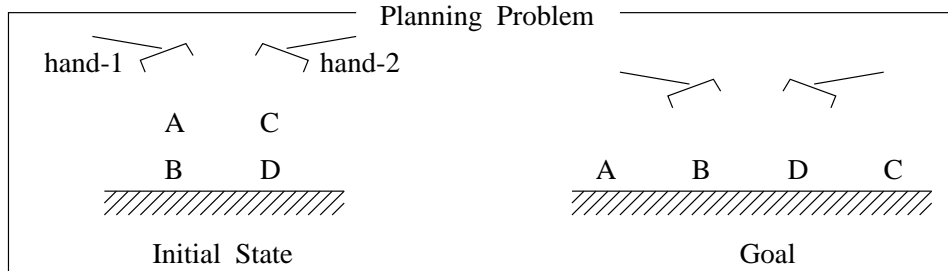 Planning Problem
hand-1 hand-2
A C
B D
A B D C
Initial State
Goal